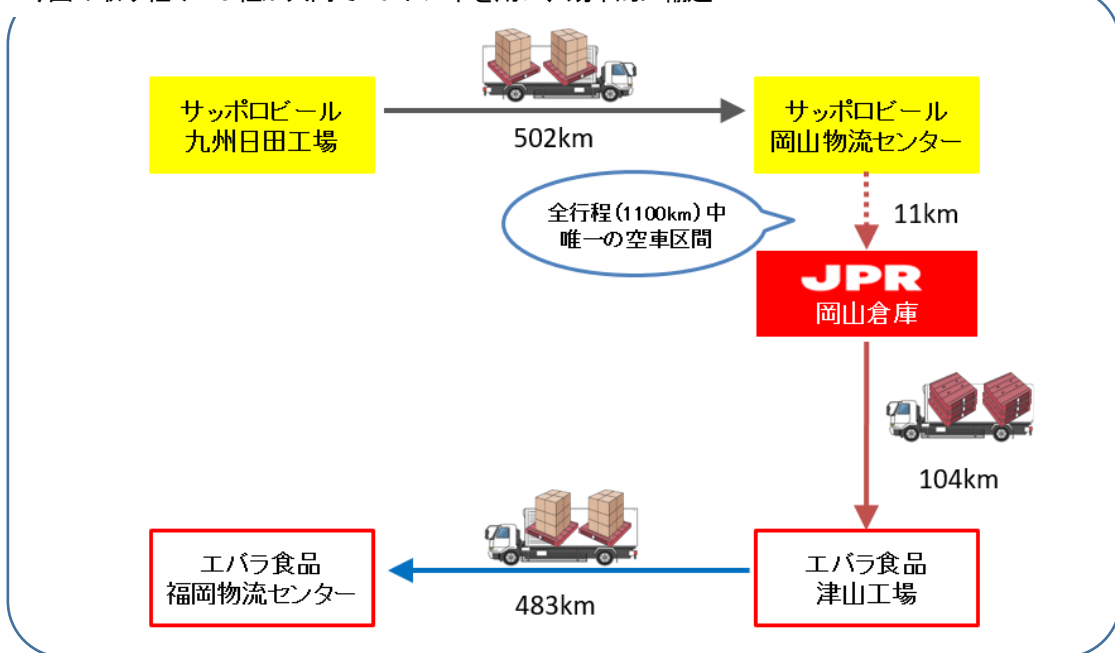 サッポロビール
九州日田工場
502km
サッポロビール
岡山物流センター
全行程(1100km)中
唯一の空車区間
11km
JPR
岡山倉庫
104km
エバラ食品
福岡物流センター
483km
エバラ食品
津山工場